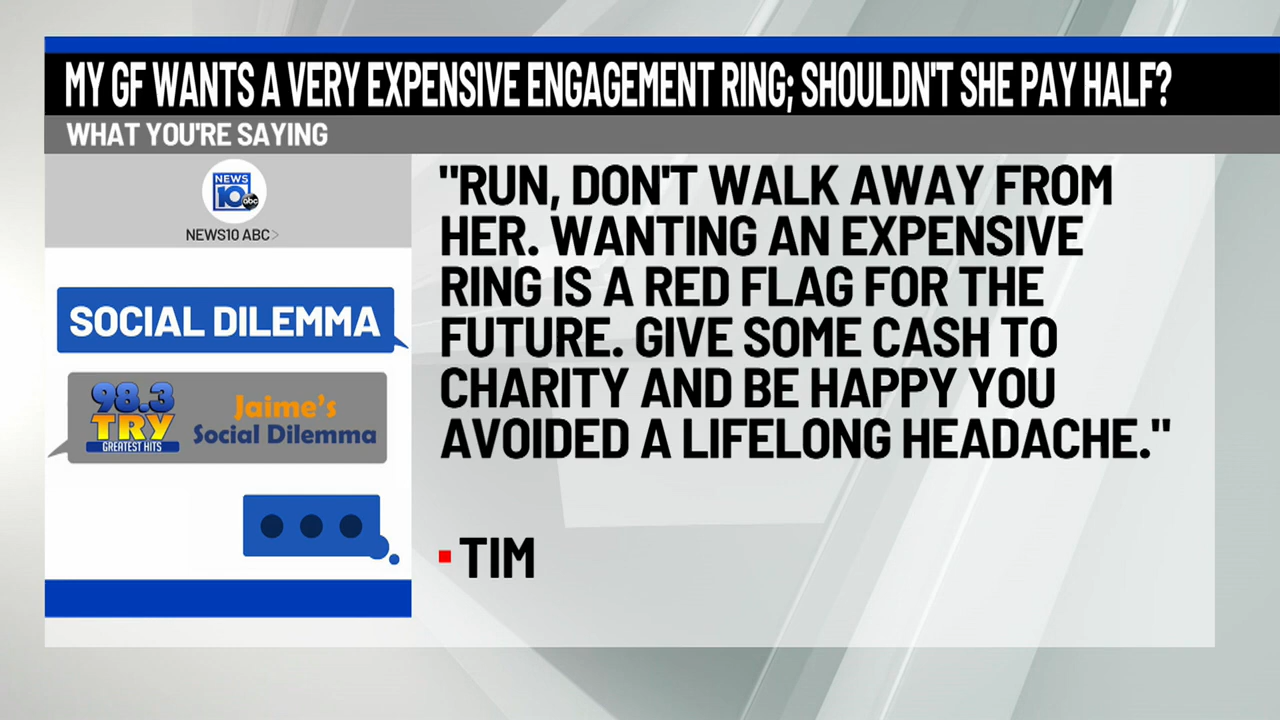 MY GF WANTS A VERY EXPENSIVE ENGAGEMENT RING; SHOULDN'T SHE PAY HALF?
WHAT YOU'RE SAYING
NEWS
10
abc
NEWS10 ABC>
SOCIAL DILEMMA
98.3
TRY
GREATEST HITS
Jaime's
Social Dilemma
"RUN, DON'T WALK AWAY FROM
HER. WANTING AN EXPENSIVE
RING IS A RED FLAG FOR THE
FUTURE. GIVE SOME CASH TO
CHARITY AND BE HAPPY YOU
AVOIDED A LIFELONG HEADACHE."
TIM